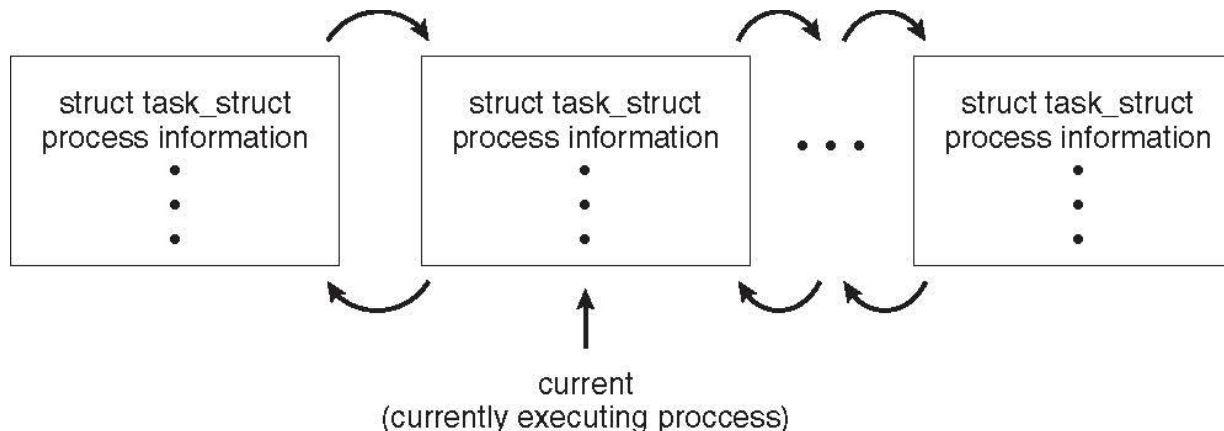 struct task_struct
process information
struct task_struct
process information
struct task_struct
process information
current
(currently executing proccess)